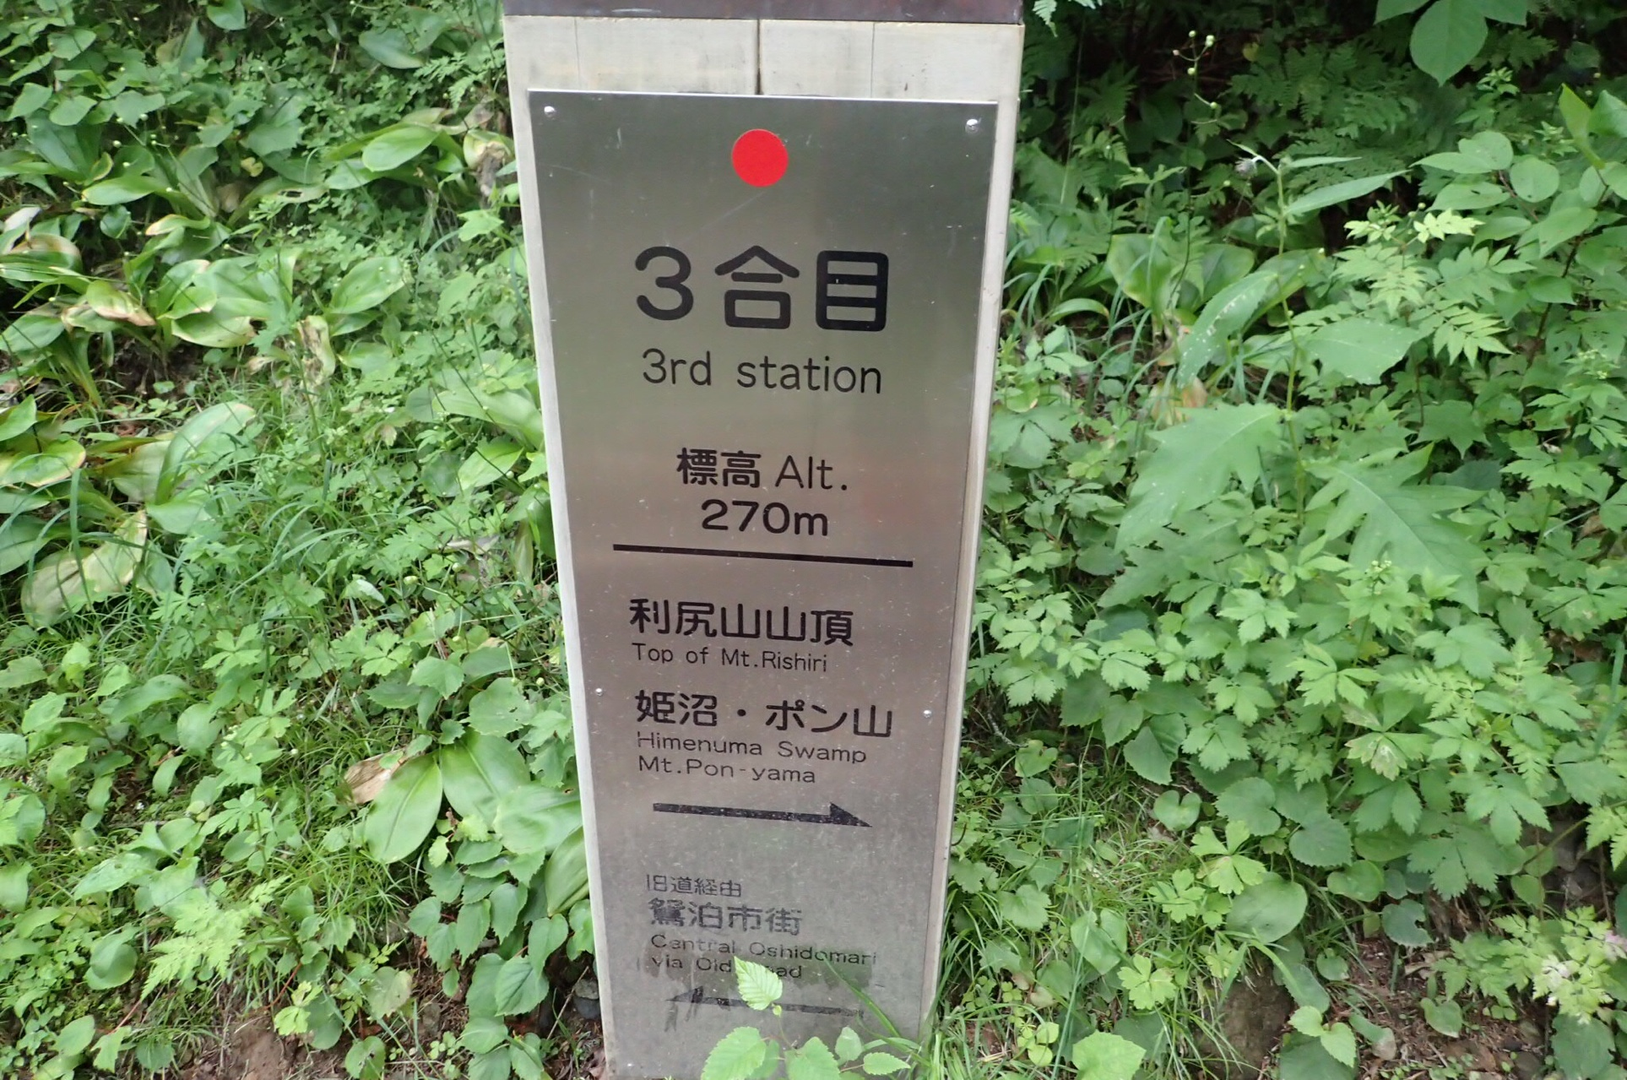 3合目
3rd station
標高 Alt.
270m
利尻山山頂
Top of Mt.Rishiri
姫沼・ポン山
Himenuma Swamp
Mt.Pon-yama
旧道経由
鴛泊市街
Central Oshidomari
via Old